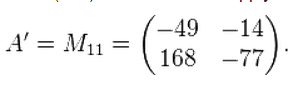 A′ = M₁₁ = (−49 −14
168 −77).